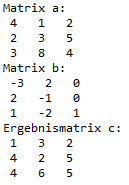 Matrix a:
4 1 2
2 3 5
3 8 4
Matrix b:
-3 2 0
2 -1 0
1 -2 1
Ergebnismatrix c:
1 3 2
4 2 5
4 6 5